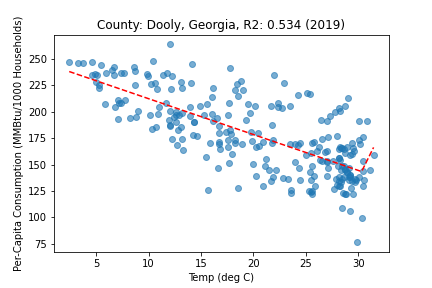 County: Dooly, Georgia, R2: 0.534 (2019)
Per-Capita Consumption (MMBtu/1000 Households)
250
225
200
175
150
125
100
75
5 10 15 20 25 30
Temp (deg C)